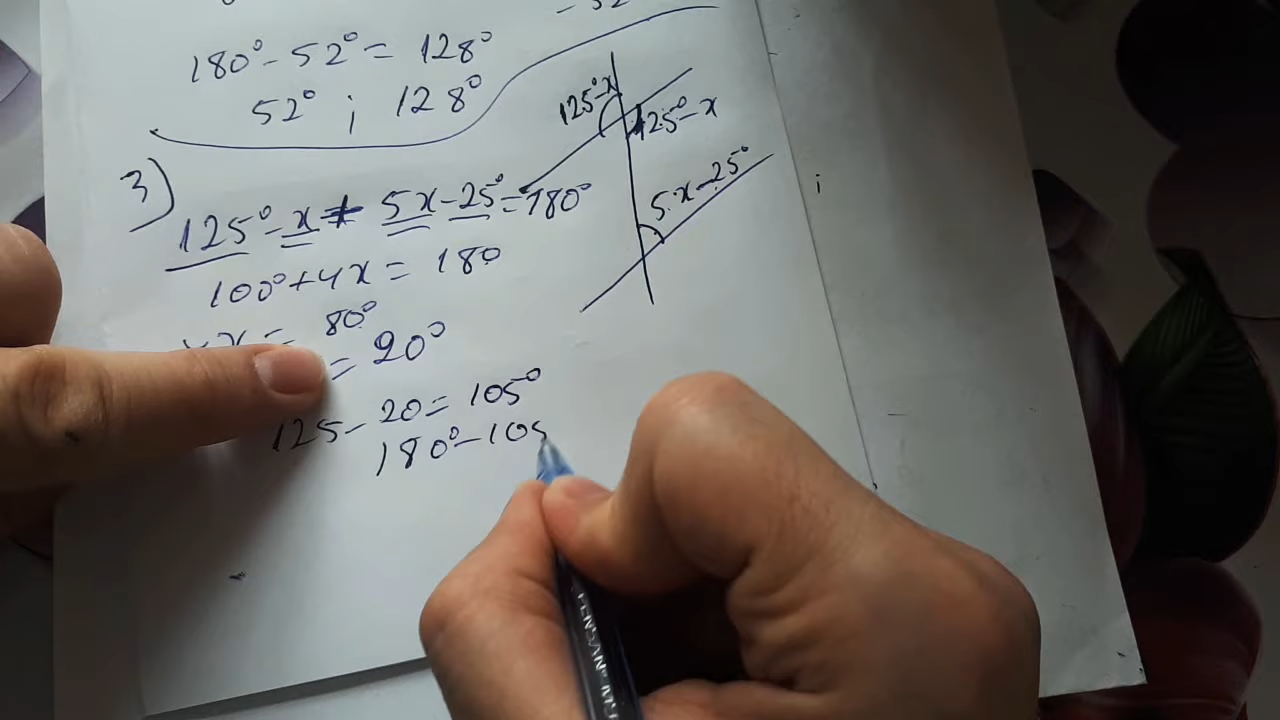 180° - 52° = 128°
52° ; 128°
125° - x
125° - x
5x - 25°
3)
125° - x + 5x - 25° = 180°
100° + 4x = 180
80°
= 20°
125 - 20 = 105°
180° - 105